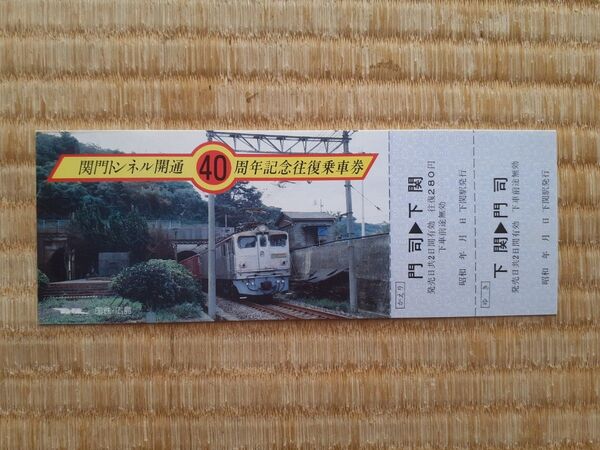 関門トンネル開通40周年記念往復乗車券
国鉄・広島
門司▶下関
発売日共2日間有効 往復280円
下車前途無効
昭和 年 月 日 下関駅発行
かえり
下関▶門司
発売日共2日間有効 下車前途無効
昭和 年 月 日 下関駅発行
ゆき